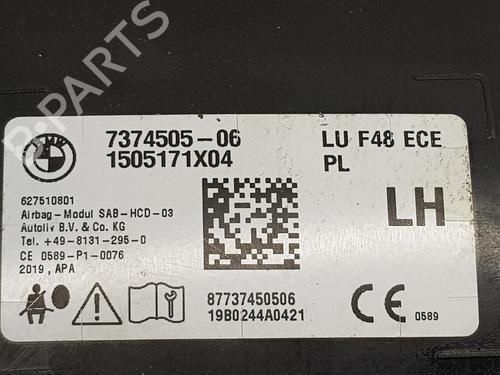 BMW
7374505-06
1505171X04
LU F48 ECE
PL
627510801
Airbag-Modul SAB-HCD-03
Autoliv B.V. & Co. KG
Tel. +49-8131-295-0
CE 0589-P1-0076
2019, APA
LH
87737450506
19B0244A0421
CE 0589